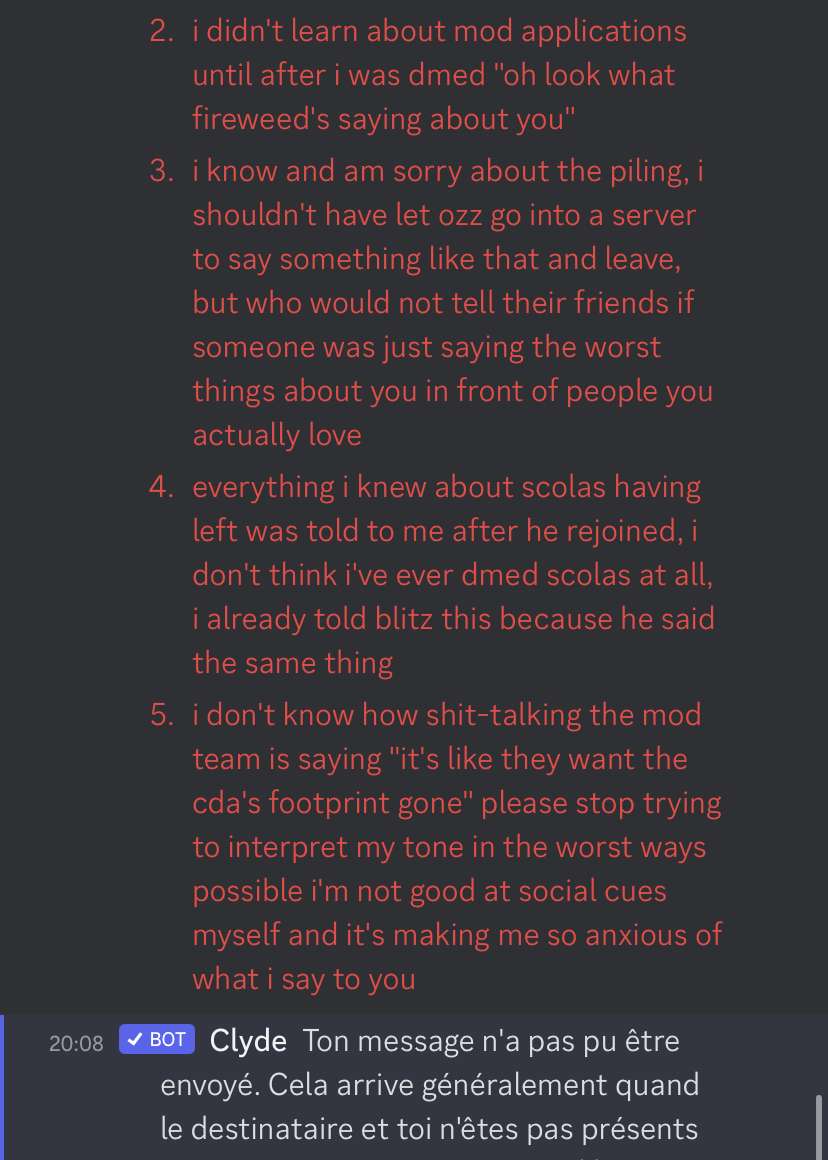 2. i didn't learn about mod applications
until after i was dmed "oh look what
fireweed's saying about you"
3. i know and am sorry about the piling, i
shouldn't have let ozz go into a server
to say something like that and leave,
but who would not tell their friends if
someone was just saying the worst
things about you in front of people you
actually love
4. everything i knew about scolas having
left was told to me after he rejoined, i
don't think i've ever dmed scolas at all,
i already told blitz this because he said
the same thing
5. i don't know how shit-talking the mod
team is saying "it's like they want the
cda's footprint gone" please stop trying
to interpret my tone in the worst ways
possible i'm not good at social cues
myself and it's making me so anxious of
what i say to you
20:08 ✓ BOT Clyde Ton message n'a pas pu être
envoyé. Cela arrive généralement quand
le destinataire et toi n'êtes pas présents